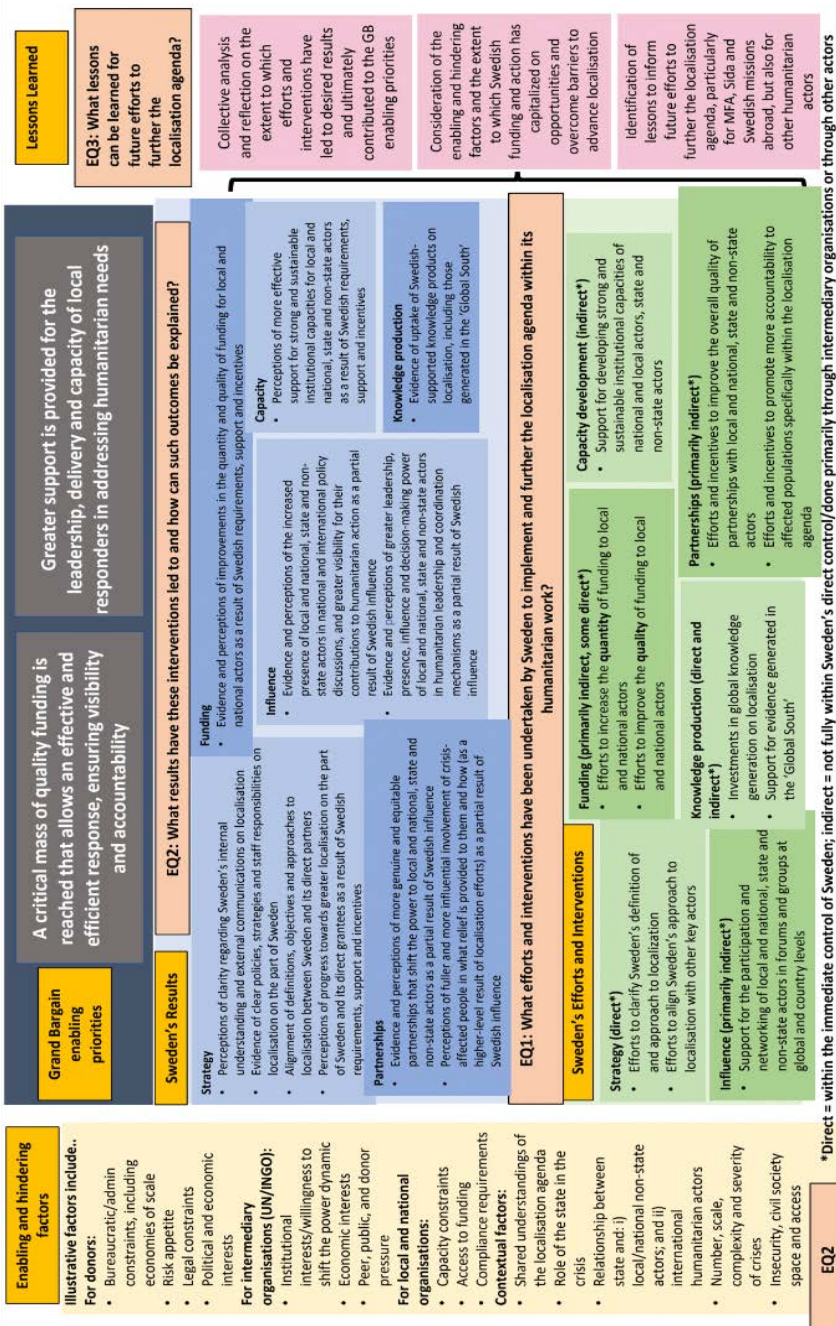 Enabling and hindering
factors
Illustrative factors include..
For donors:
• Bureaucratic/admin
constraints, including
economies of scale
• Risk appetite
• Legal constraints
• Political and economic
interests
For intermediary
organisations (UN/INGO):
• Institutional
interests/willingness to
shift the power dynamic
• Economic interests
• Peer, public, and donor
pressure
For local and national
organisations:
• Capacity constraints
• Access to funding
• Compliance requirements
Contextual factors:
• Shared understandings of
the localisation agenda
• Role of the state in the
crisis
• Relationship between
state and: i)
local/national non-state
actors; and ii)
international
humanitarian actors
• Number, scale,
complexity and severity
of crises
• Insecurity, civil society
space and access
EQ2
Grand Bargain
enabling
priorities
A critical mass of quality funding is
reached that allows an effective and
efficient response, ensuring visibility
and accountability
Greater support is provided for the
leadership, delivery and capacity of local
responders in addressing humanitarian needs
Sweden's Results
EQ2: What results have these interventions led to and how can such outcomes be explained?
Strategy
• Perceptions of clarity regarding Sweden's internal
understanding and external communications on localisation
• Evidence of clear policies, strategies and staff responsibilities on
localisation on the part of Sweden
• Alignment of definitions, objectives and approaches to
localisation between Sweden and its direct partners
• Perceptions of progress towards greater localisation on the part
of Sweden and its direct grantees as a result of Swedish
requirements, support and incentives
Funding
• Evidence and perceptions of improvements in the quantity and quality of funding for local and
national actors as a result of Swedish requirements, support and incentives
Influence
• Evidence and perceptions of the increased
presence of local and national, state and non-
state actors in national and international policy
discussions, and greater visibility for their
contributions to humanitarian action as a partial
result of Swedish influence
• Evidence and perceptions of greater leadership,
presence, influence and decision-making power
of local and national, state and non-state actors
in humanitarian leadership and coordination
mechanisms as a partial result of Swedish
influence
Capacity
• Perceptions of more effective
support for strong and sustainable
institutional capacities for local and
national, state and non-state actors
as a result of Swedish requirements,
support and incentives
Knowledge production
• Evidence of uptake of Swedish-
supported knowledge products on
localisation, including those
generated in the 'Global South'
Partnerships
• Evidence and perceptions of more genuine and equitable
partnerships that shift the power to local and national, state and
non-state actors as a partial result of Swedish influence
• Perceptions of fuller and more influential involvement of crisis-
affected people in what relief is provided to them and how (as a
higher-level result of localisation efforts) as a partial result of
Swedish influence
EQ1: What efforts and interventions have been undertaken by Sweden to implement and further the localisation agenda within its
humanitarian work?
Sweden's Efforts and Interventions
Strategy (direct*)
• Efforts to clarify Sweden's definition of
and approach to localization
• Efforts to align Sweden's approach to
localisation with other key actors
Funding (primarily indirect, some direct*)
• Efforts to increase the quantity of funding to local
and national actors
• Efforts to improve the quality of funding to local
and national actors
Capacity development (indirect*)
• Support for developing strong and
sustainable institutional capacities of
national and local actors, state and
non-state actors
Influence (primarily indirect*)
• Support for the participation and
networking of local and national, state and
non-state actors in forums and groups at
global and country levels
Knowledge production (direct and
indirect*)
• Investments in global knowledge
generation on localisation
• Support for evidence generated in
the 'Global South'
Partnerships (primarily indirect*)
• Efforts and incentives to improve the overall quality of
partnerships with local and national, state and non-state
actors
• Efforts and incentives to promote more accountability to
affected populations specifically within the localisation
agenda
*Direct = within the immediate control of Sweden; indirect = not fully within Sweden's direct control/done primarily through intermediary organisations or through other actors
Lessons Learned
EQ3: What lessons
can be learned for
future efforts to
further the
localisation agenda?
Collective analysis
and reflection on the
extent to which
efforts and
interventions have
led to desired results
and ultimately
contributed to the GB
enabling priorities
Consideration of the
enabling and hindering
factors and the extent
to which Swedish
funding and action has
capitalized on
opportunities and
overcome barriers to
advance localisation
Identification of
lessons to inform
future efforts to
further the localisation
agenda, particularly
for MFA, Sida and
Swedish missions
abroad, but also for
other humanitarian
actors